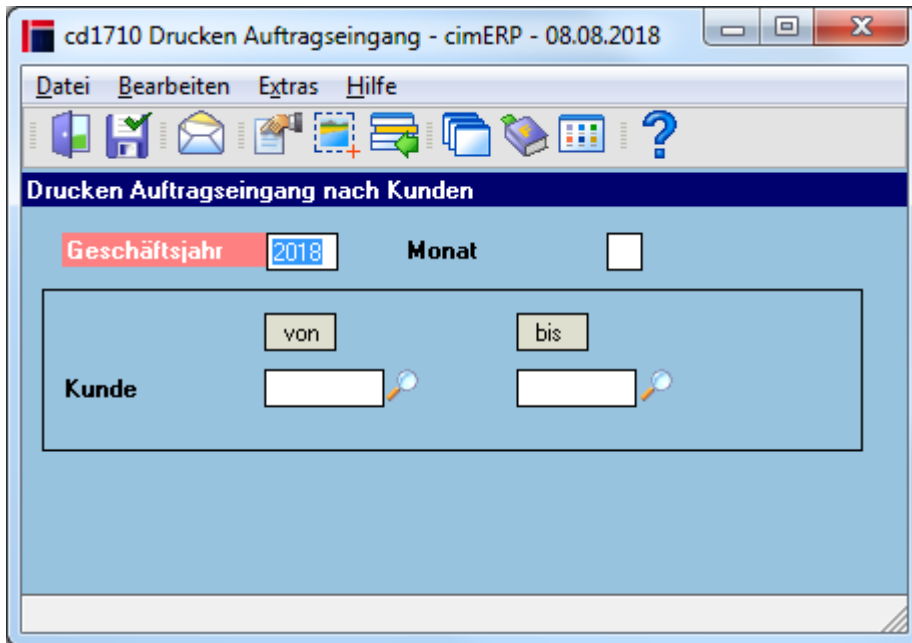 cd1710 Drucken Auftragseingang - cimERP - 08.08.2018
Datei Bearbeiten Extras Hilfe
Drucken Auftragseingang nach Kunden
Geschäftsjahr 2018 Monat
von bis
Kunde